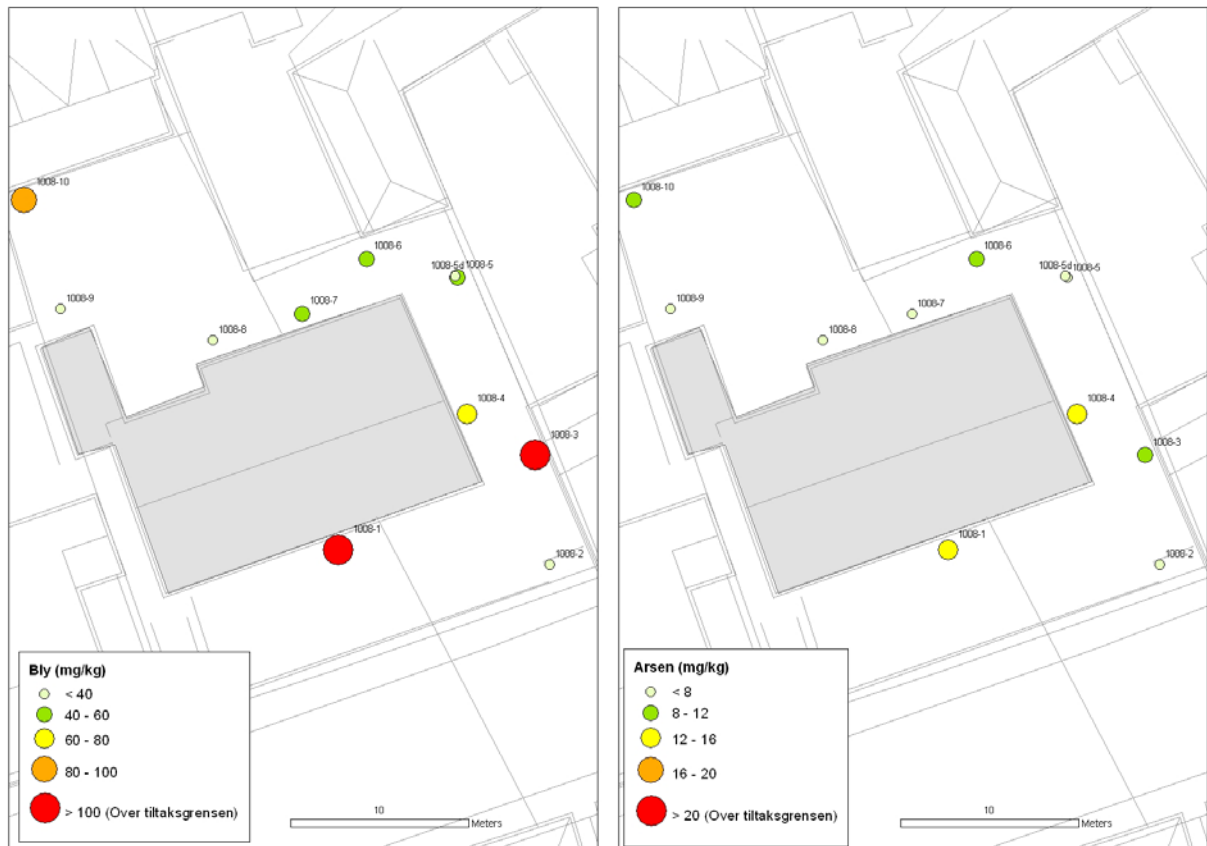 1008-10
1008-6
1008-5d
1008-5
1008-9
1008-7
1008-8
1008-4
1008-3
1008-1
1008-2
Bly (mg/kg)
< 40
40 - 60
60 - 80
80 - 100
> 100 (Over tiltaksgrensen)
10
Meters
1008-10
1008-6
1008-5d
1008-5
1008-9
1008-7
1008-8
1008-4
1008-3
1008-1
1008-2
Arsen (mg/kg)
< 8
8 - 12
12 - 16
16 - 20
> 20 (Over tiltaksgrensen)
10
Meters